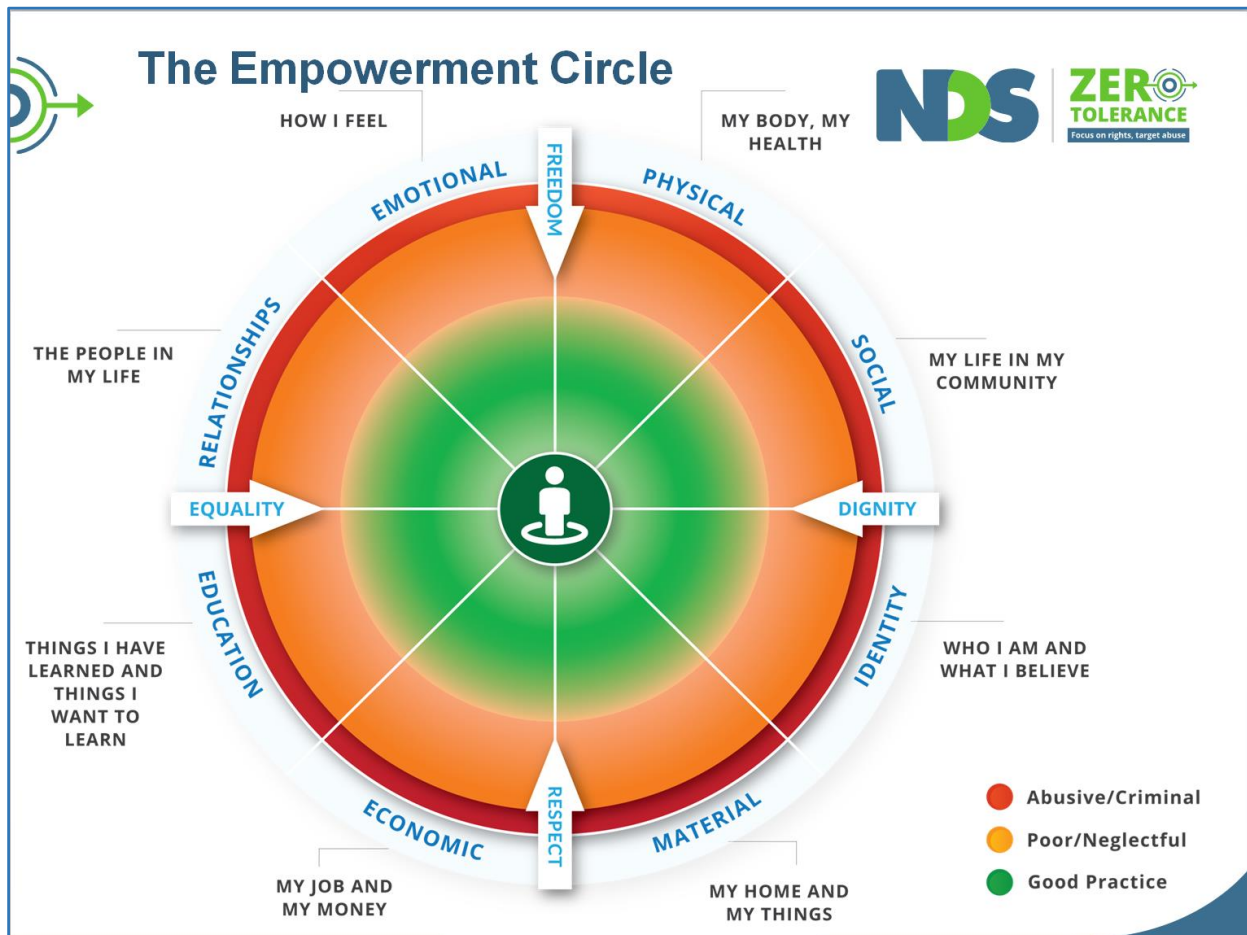 The Empowerment Circle
NDS
ZERO
TOLERANCE
Focus on rights, target abuse
HOW I FEEL
MY BODY, MY
HEALTH
EMOTIONAL
FREEDOM
PHYSICAL
RELATIONSHIPS
SOCIAL
THE PEOPLE IN
MY LIFE
MY LIFE IN MY
COMMUNITY
EQUALITY
DIGNITY
EDUCATION
IDENTITY
THINGS I HAVE
LEARNED AND
THINGS I
WANT TO
LEARN
WHO I AM AND
WHAT I BELIEVE
ECONOMIC
RESPECT
MATERIAL
MY JOB AND
MY MONEY
MY HOME AND
MY THINGS
Abusive/Criminal
Poor/Neglectful
Good Practice